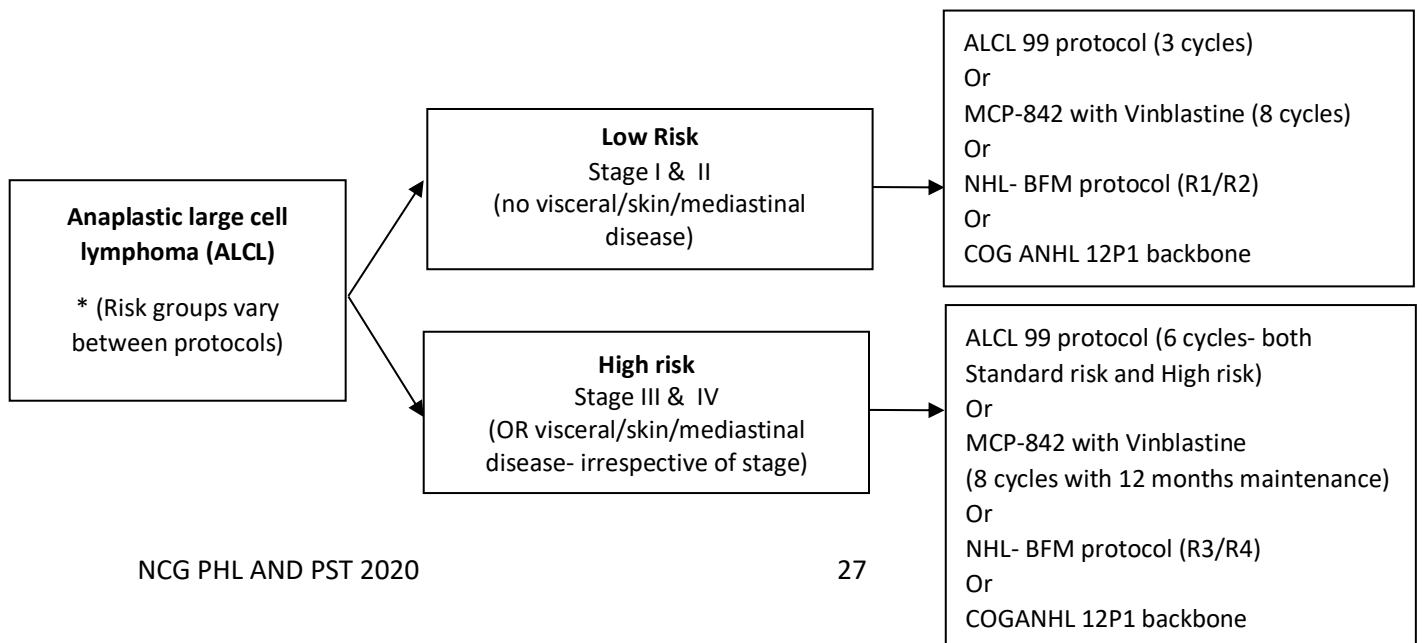 Anaplastic large cell
lymphoma (ALCL)
* (Risk groups vary
between protocols)
Low Risk
Stage I & II
(no visceral/skin/mediastinal
disease)
High risk
Stage III & IV
(OR visceral/skin/mediastinal
disease- irrespective of stage)
ALCL 99 protocol (3 cycles)
Or
MCP-842 with Vinblastine (8 cycles)
Or
NHL- BFM protocol (R1/R2)
Or
COG ANHL 12P1 backbone
ALCL 99 protocol (6 cycles- both
Standard risk and High risk)
Or
MCP-842 with Vinblastine
(8 cycles with 12 months maintenance)
Or
NHL- BFM protocol (R3/R4)
Or
COGANHL 12P1 backbone
NCG PHL AND PST 2020
27